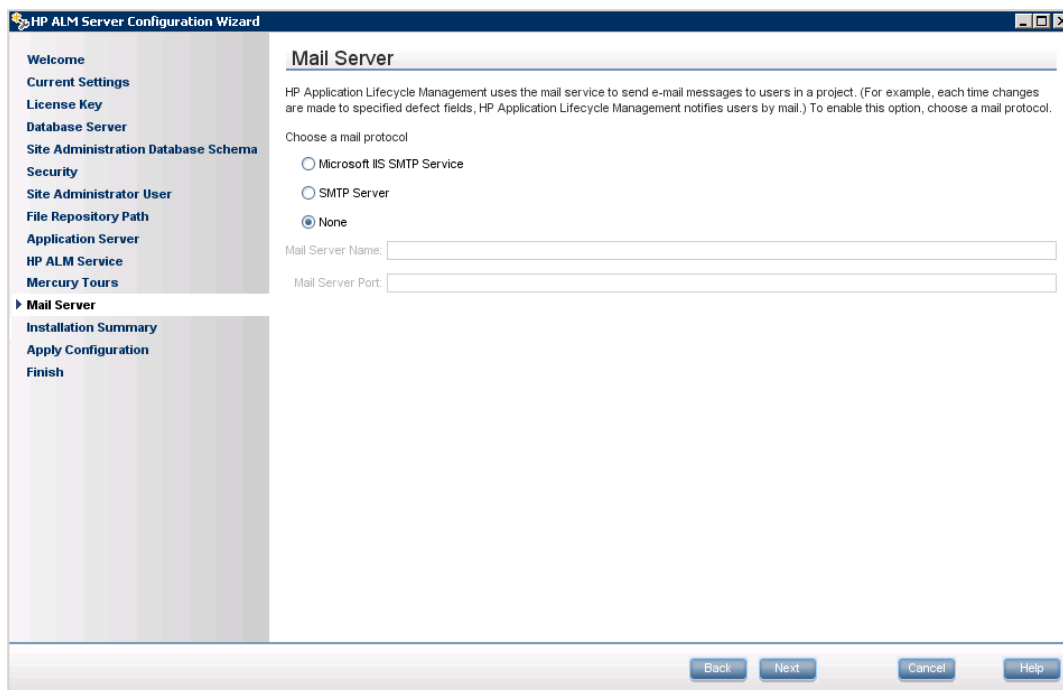 HP ALM Server Configuration Wizard
Welcome
Current Settings
License Key
Database Server
Site Administration Database Schema
Security
Site Administrator User
File Repository Path
Application Server
HP ALM Service
Mercury Tours
Mail Server
Installation Summary
Apply Configuration
Finish
Mail Server
HP Application Lifecycle Management uses the mail service to send e-mail messages to users in a project. (For example, each time changes
are made to specified defect fields, HP Application Lifecycle Management notifies users by mail.) To enable this option, choose a mail protocol.
Choose a mail protocol
Microsoft IIS SMTP Service
SMTP Server
None
Mail Server Name:
Mail Server Port:
Back Next Cancel Help